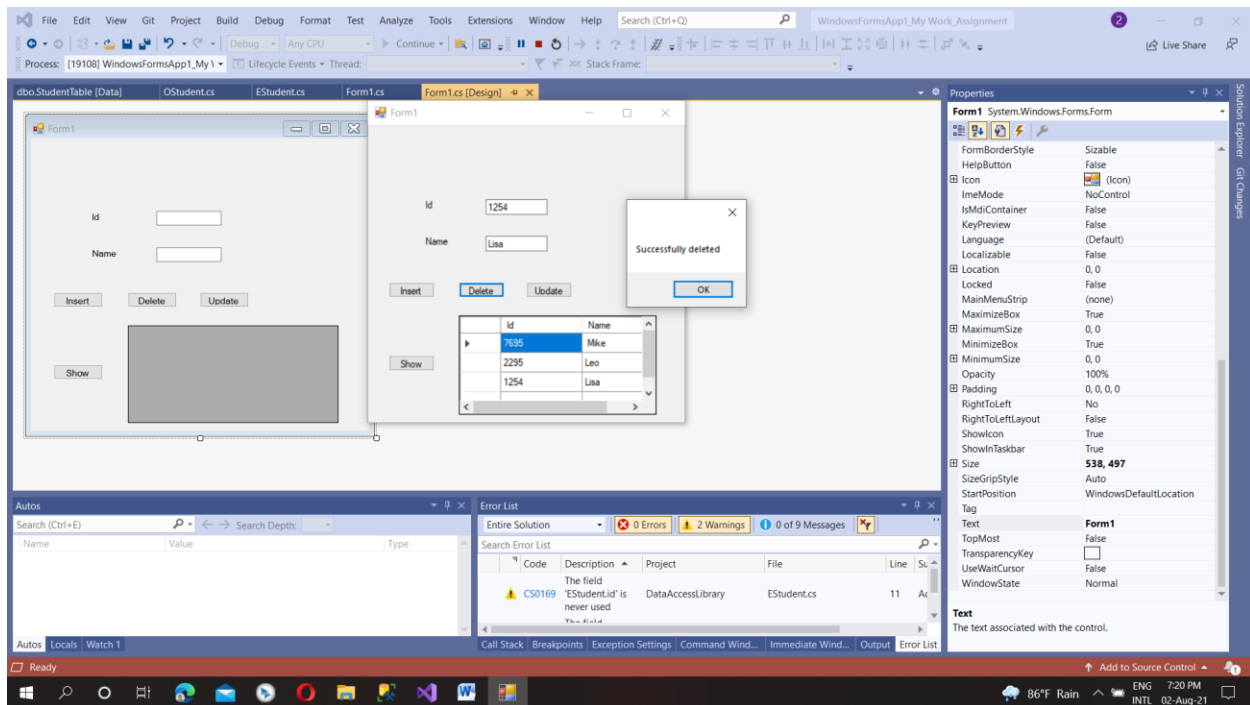 File Edit View Git Project Build Debug Format Test Analyze Tools Extensions Window Help Search (Ctrl+Q) WindowsFormsApp1_My Work_Assignment 2
Debug Any CPU Continue Live Share
Process: [19108] WindowsFormsApp1_My \ Lifecycle Events Thread: Stack Frame:
dbo.StudentTable [Data] OStudent.cs EStudent.cs Form1.cs Form1.cs [Design]
Form1
Id
Name
Insert Delete Update
Show
Form1
Id 1254
Name Lisa
Insert Delete Update
Show
Id Name
7695 Mike
2295 Leo
1254 Lisa
Successfully deleted
OK
Properties
Form1 System.Windows.Forms.Form
FormBorderStyle Sizable
HelpButton False
Icon (Icon)
ImeMode NoControl
IsMdiContainer False
KeyPreview False
Language (Default)
Localizable False
Location 0, 0
Locked False
MainMenuStrip (none)
MaximizeBox True
MaximumSize 0, 0
MinimizeBox True
MinimumSize 0, 0
Opacity 100%
Padding 0, 0, 0, 0
RightToLeft No
RightToLeftLayout False
ShowIcon True
ShowInTaskbar True
Size 538, 497
SizeGripStyle Auto
StartPosition WindowsDefaultLocation
Tag
Text Form1
TopMost False
TransparencyKey
UseWaitCursor False
WindowState Normal
Text
The text associated with the control.
Solution Explorer Git Changes
Autos
Search (Ctrl+E) Search Depth:
Name Value Type
Autos Locals Watch 1
Error List
Entire Solution 0 Errors 2 Warnings 0 of 9 Messages
Search Error List
Code Description Project File Line Su
CS0169 The field 'EStudent.id' is never used DataAccessLibrary EStudent.cs 11 Ac
The field
Call Stack Breakpoints Exception Settings Command Wind... Immediate Wind... Output Error List
Ready Add to Source Control 1
86°F Rain ENG INTL 7:20 PM 02-Aug-21